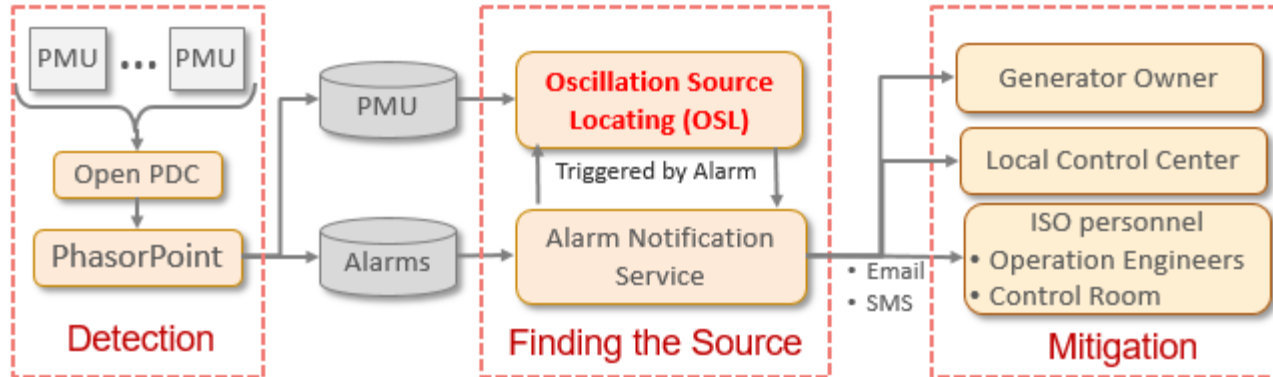 PMU ... PMU
Open PDC
PhasorPoint
Detection
PMU
Alarms
Oscillation Source
Locating (OSL)
Triggered by Alarm
Alarm Notification
Service
Finding the Source
• Email
• SMS
Generator Owner
Local Control Center
ISO personnel
• Operation Engineers
• Control Room
Mitigation